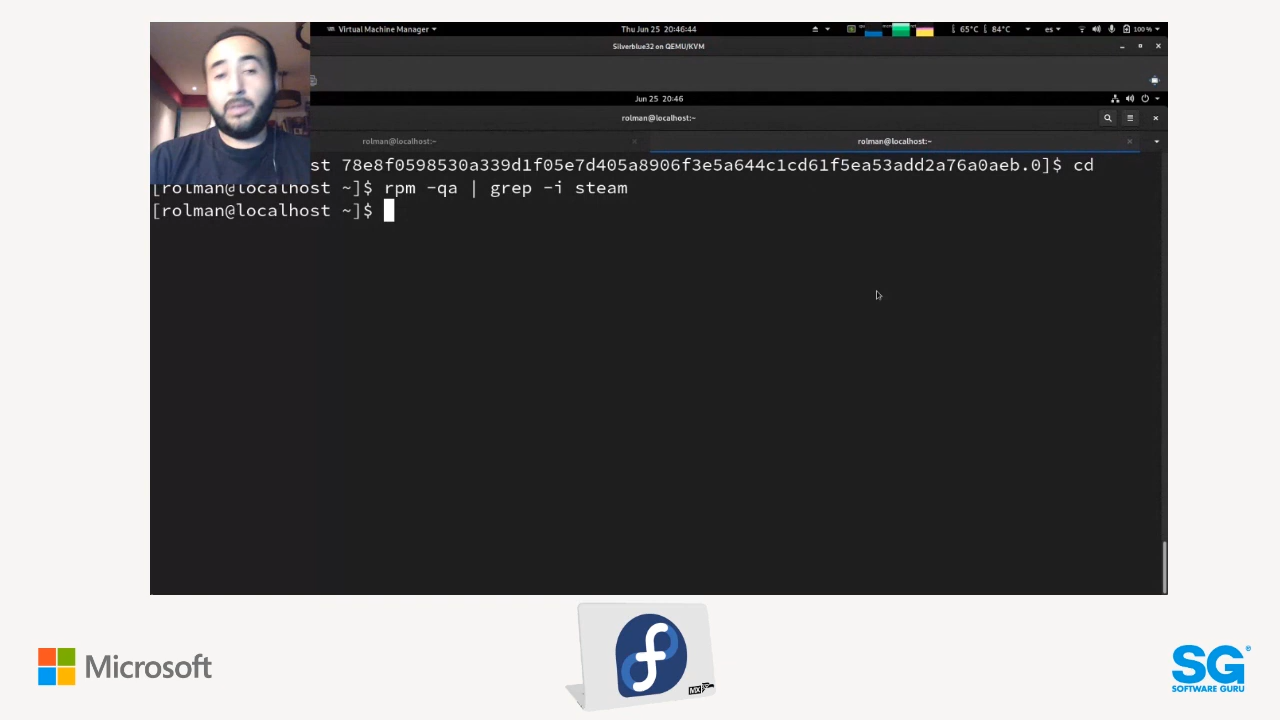 Virtual Machine Manager
Thu Jun 25 20:46:44
65°C
84°C
es
100 %
Silverblue32 on QEMU/KVM
Jun 25 20:46
rolman@localhost:~
rolman@localhost:~
rolman@localhost:~
st 78e8f0598530a339d1f05e7d405a8906f3e5a644c1cd61f5ea53add2a76a0aeb.0]$ cd
[rolman@localhost ~]$ rpm -qa | grep -i steam
[rolman@localhost ~]$
Microsoft
MX
SG
SOFTWARE GURU